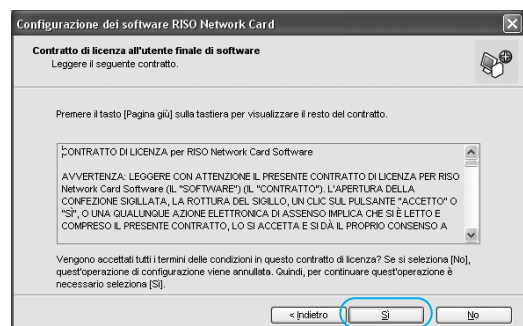 Configurazione dei software RISO Network Card
Contratto di licenza all'utente finale di software
Leggere il seguente contratto.
Premere il tasto [Pagina giù] sulla tastiera per visualizzare il resto del contratto.
CONTRATTO DI LICENZA per RISO Network Card Software
AVVERTENZA: LEGGERE CON ATTENZIONE IL PRESENTE CONTRATTO DI LICENZA PER RISO
Network Card Software (IL "SOFTWARE") (IL "CONTRATTO"). L'APERTURA DELLA
CONFEZIONE SIGILLATA, LA ROTTURA DEL SIGILLO, UN CLIC SUL PULSANTE "ACCETTO" O
"SÌ", O UNA QUALUNQUE AZIONE ELETTRONICA DI ASSENSO IMPLICA CHE SI È LETTO E
COMPRESO IL PRESENTE CONTRATTO, LO SI ACCETTA E SI DÀ IL PROPRIO CONSENSO A
Vengono accettati tutti i termini delle condizioni in questo contratto di licenza? Se si seleziona [No],
quest'operazione di configurazione viene annullata. Quindi, per continuare quest'operazione è
necessario seleziona [Sì].
< Indietro
Sì
No